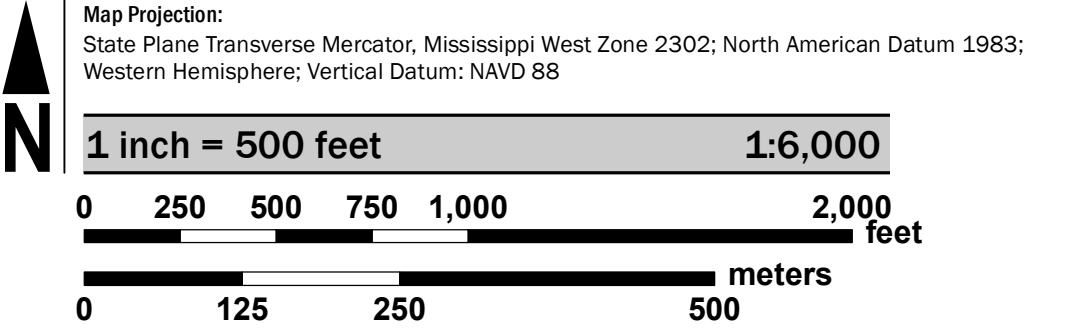 N
Map Projection:
State Plane Transverse Mercator, Mississippi West Zone 2302; North American Datum 1983;
Western Hemisphere; Vertical Datum: NAVD 88
1 inch = 500 feet 1:6,000
0 250 500 750 1,000 2,000
feet
meters
0 125 250 500